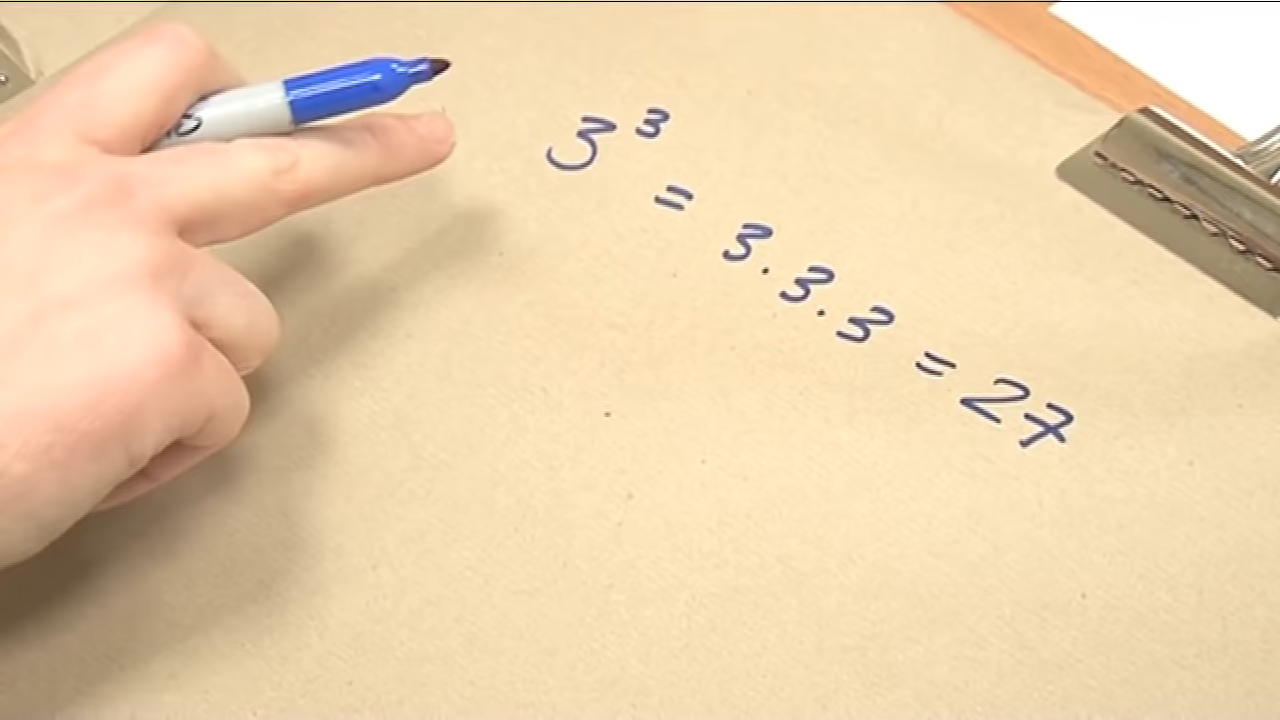 3³ = 3.3.3 = 27